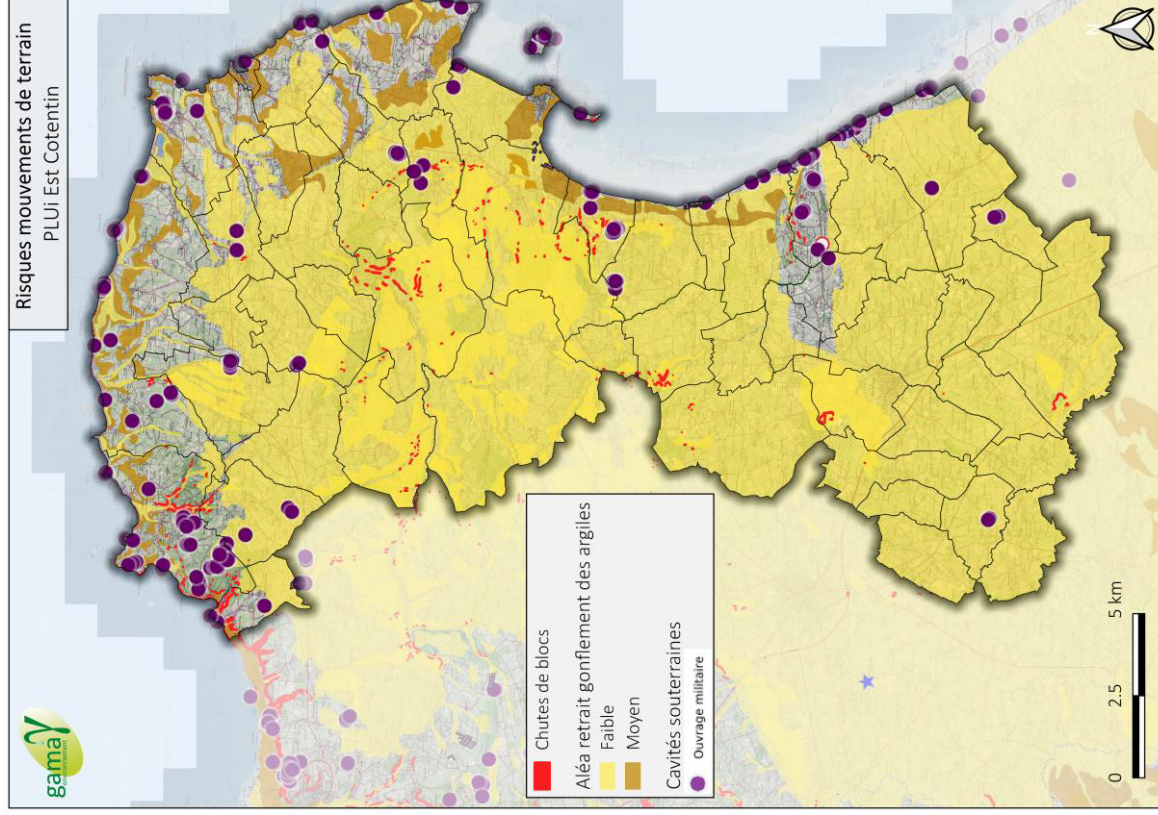 Risques mouvements de terrain
PLUi Est Cotentin
gama
environnement
Chutes de blocs
Aléa retrait gonflement des argiles
Faible
Moyen
Cavités souterraines
Ouvrage militaire
0
2.5
5 km
N